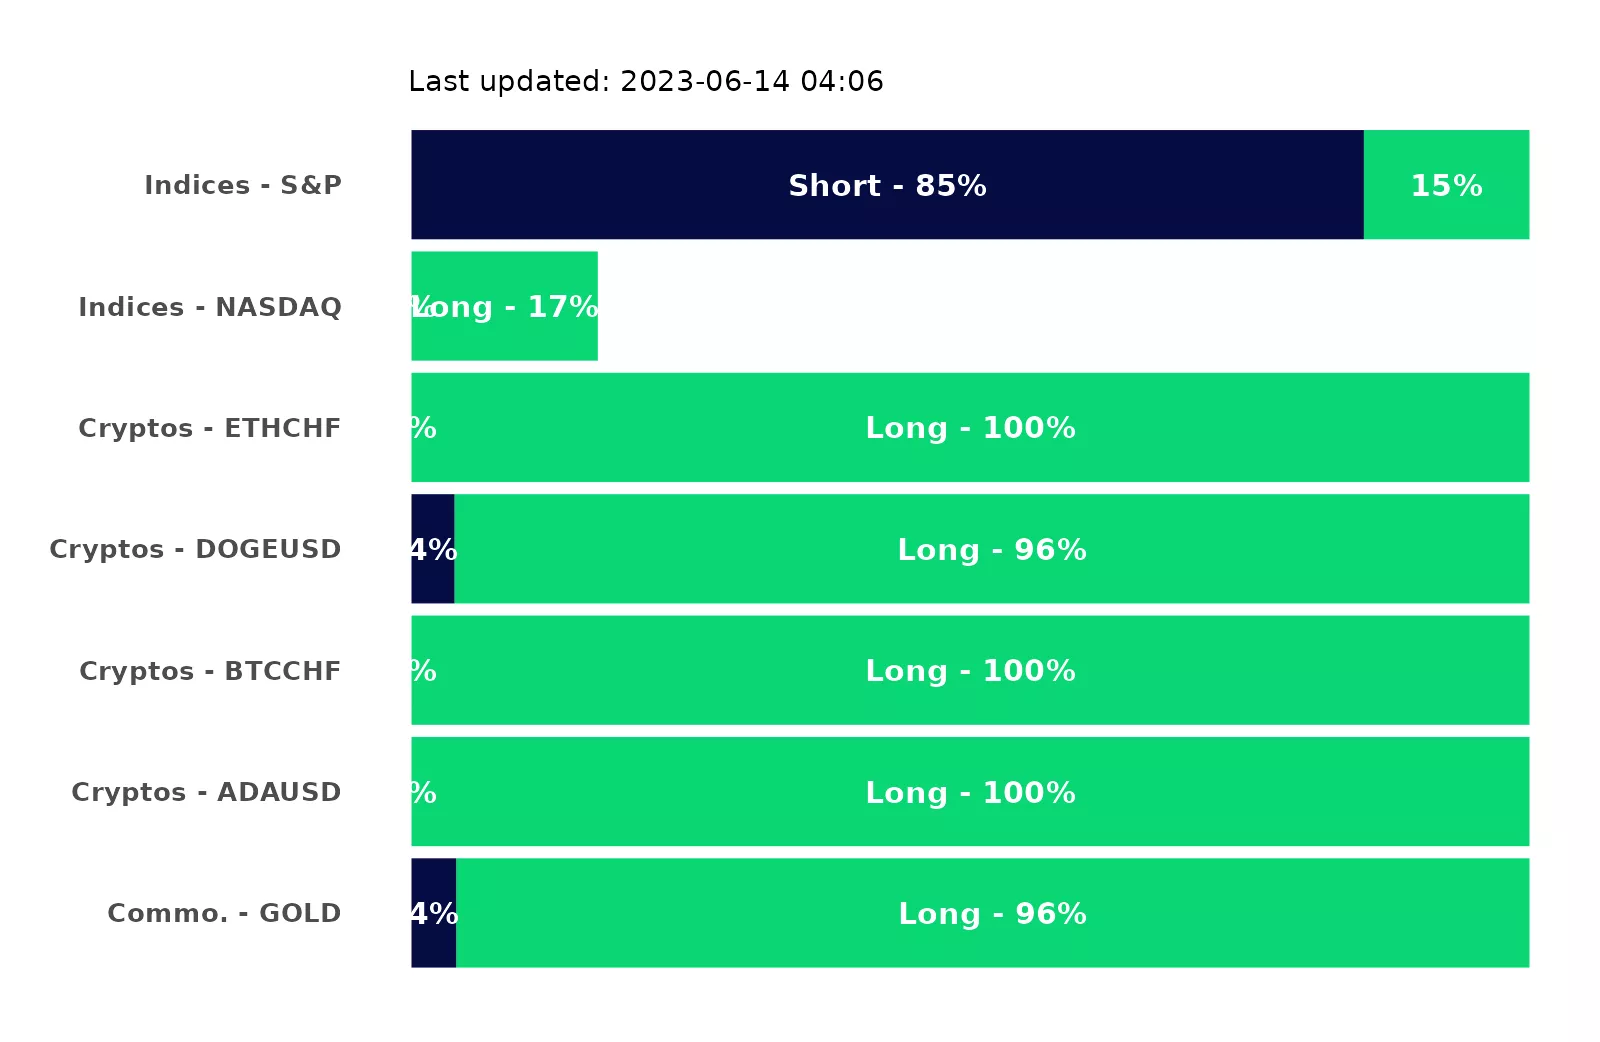 Last updated: 2023-06-14 04:06
Indices - S&P Short - 85% 15%
Indices - NASDAQ % Long - 17%
Cryptos - ETHCHF % Long - 100%
Cryptos - DOGEUSD 4% Long - 96%
Cryptos - BTCCHF % Long - 100%
Cryptos - ADAUSD % Long - 100%
Commo. - GOLD 4% Long - 96%